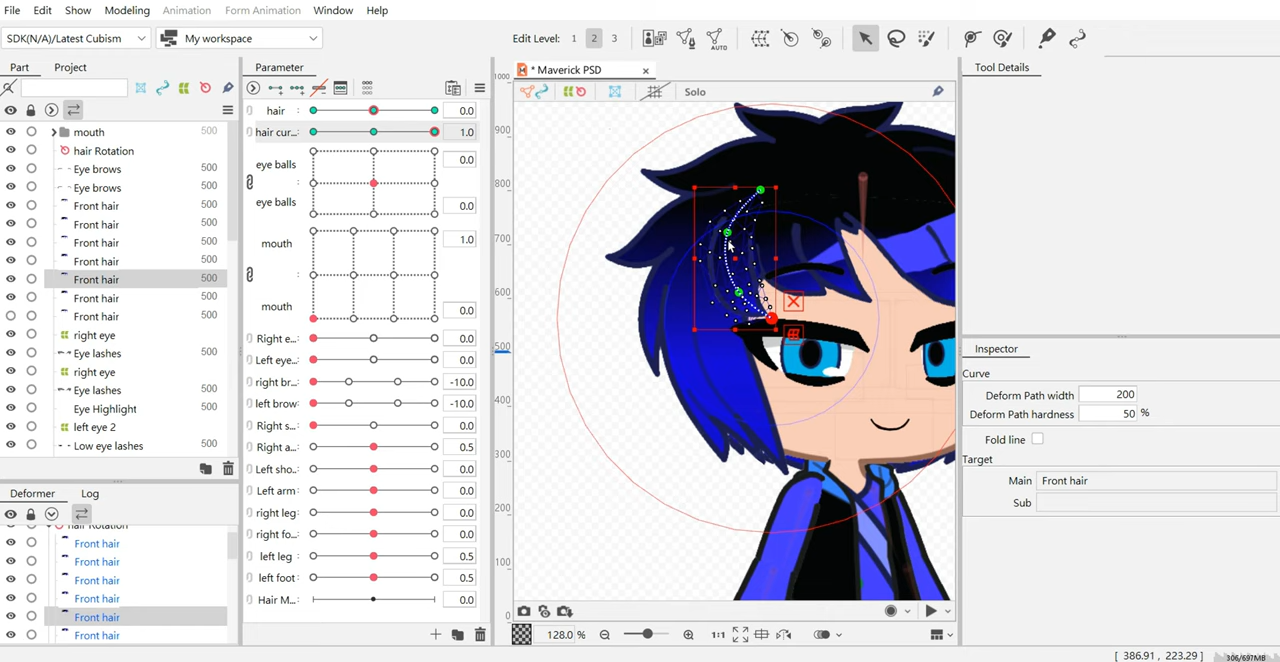 File Edit Show Modeling Animation Form Animation Window Help
SDK(N/A)/Latest Cubism My workspace Edit Level: 1 2 3 AUTO
Part Project
Parameter
* Maverick PSD x
Tool Details
Solo
mouth 500
hair Rotation
Eye brows 500
Eye brows 500
Front hair 500
Front hair 500
Front hair 500
Front hair 500
Front hair 500
Front hair 500
Front hair 500
right eye 500
Eye lashes 500
right eye 500
Eye lashes 500
Eye Highlight 500
left eye 2 500
Low eye lashes 500
Deformer Log
hair Rotation
Front hair
Front hair
Front hair
Front hair
Front hair
Front hair
hair 0.0
hair cur... 1.0
eye balls 0.0
:
eye balls 0.0
mouth 1.0
:
mouth 0.0
Right e... 0.0
Left eye... 0.0
right br... -10.0
left brow -10.0
Right s... 0.0
Right a... 0.5
Left sho... 0.0
Left arm 0.0
right leg 0.0
right fo... 0.0
left leg 0.5
left foot 0.5
Hair M... 0.0
1000
900
800
700
600
500
400
300
200
100
0
128.0 % 1:1
Inspector
Curve
Deform Path width 200
Deform Path hardness 50 %
Fold line
Target
Main Front hair
Sub
[ 386.91 , 223.29 ] 306/697MB